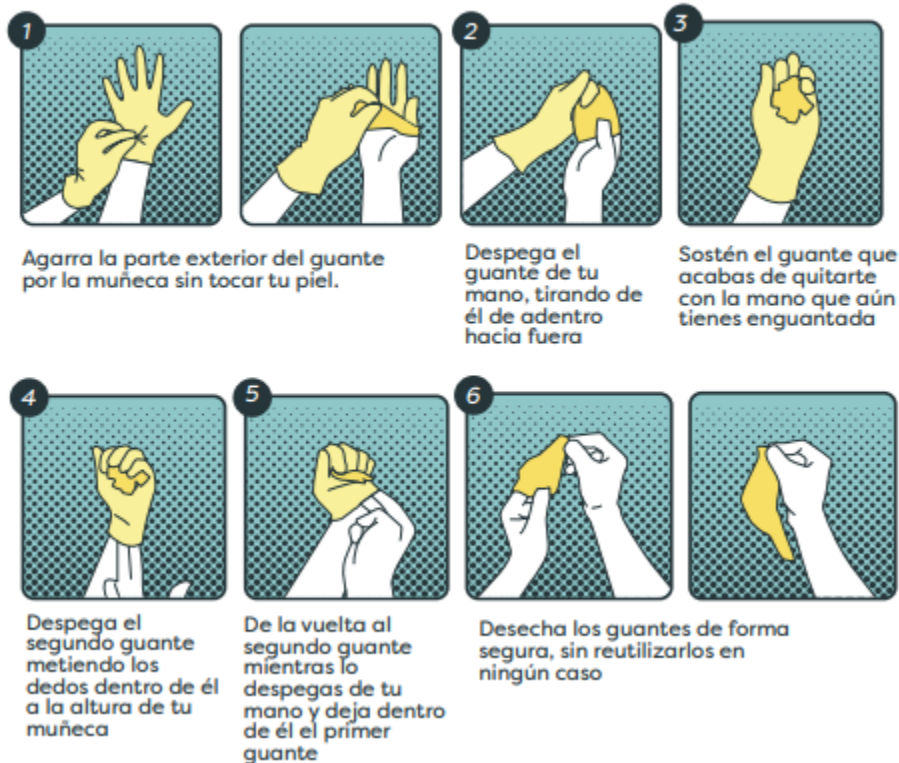 1
2
3
Agarra la parte exterior del guante
por la muñeca sin tocar tu piel.
Despega el
guante de tu
mano, tirando de
él de adentro
hacia fuera
Sostén el guante que
acabas de quitarte
con la mano que aún
tienes enguantada
4
5
6
Despega el
segundo guante
metiendo los
dedos dentro de él
a la altura de tu
muñeca
De la vuelta al
segundo guante
mientras lo
despegas de tu
mano y deja dentro
de él el primer
guante
Desecha los guantes de forma
segura, sin reutilizarlos en
ningún caso